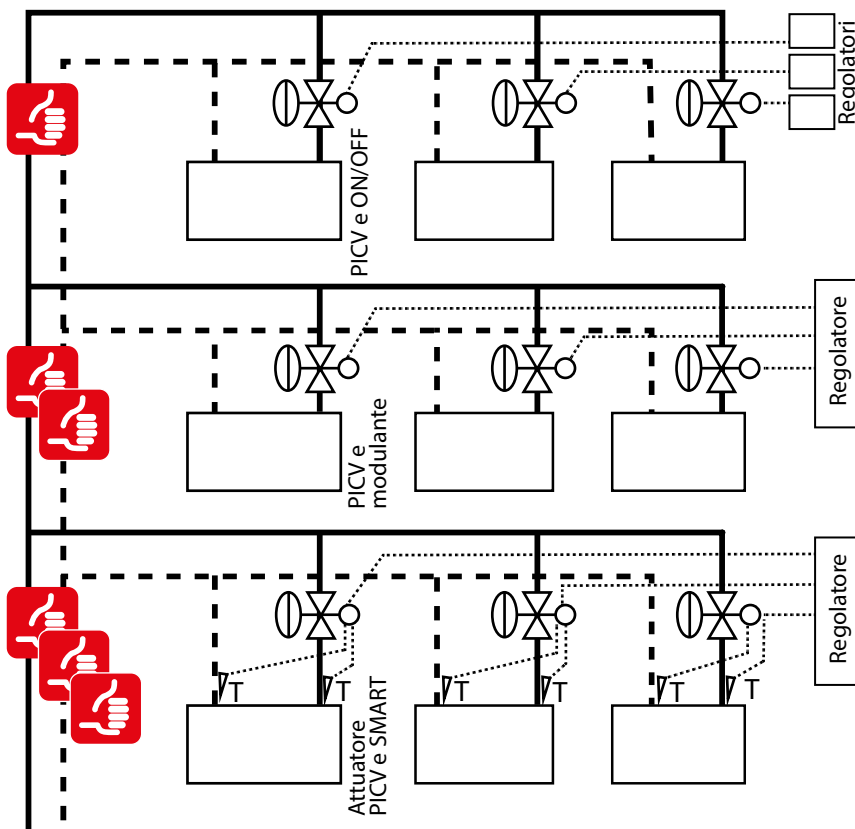 Regolatori
PICV e ON/OFF
Regolatore
PICV e
modulante
Regolatore
T
T
T
T
T
T
Attuatore
PICV e SMART